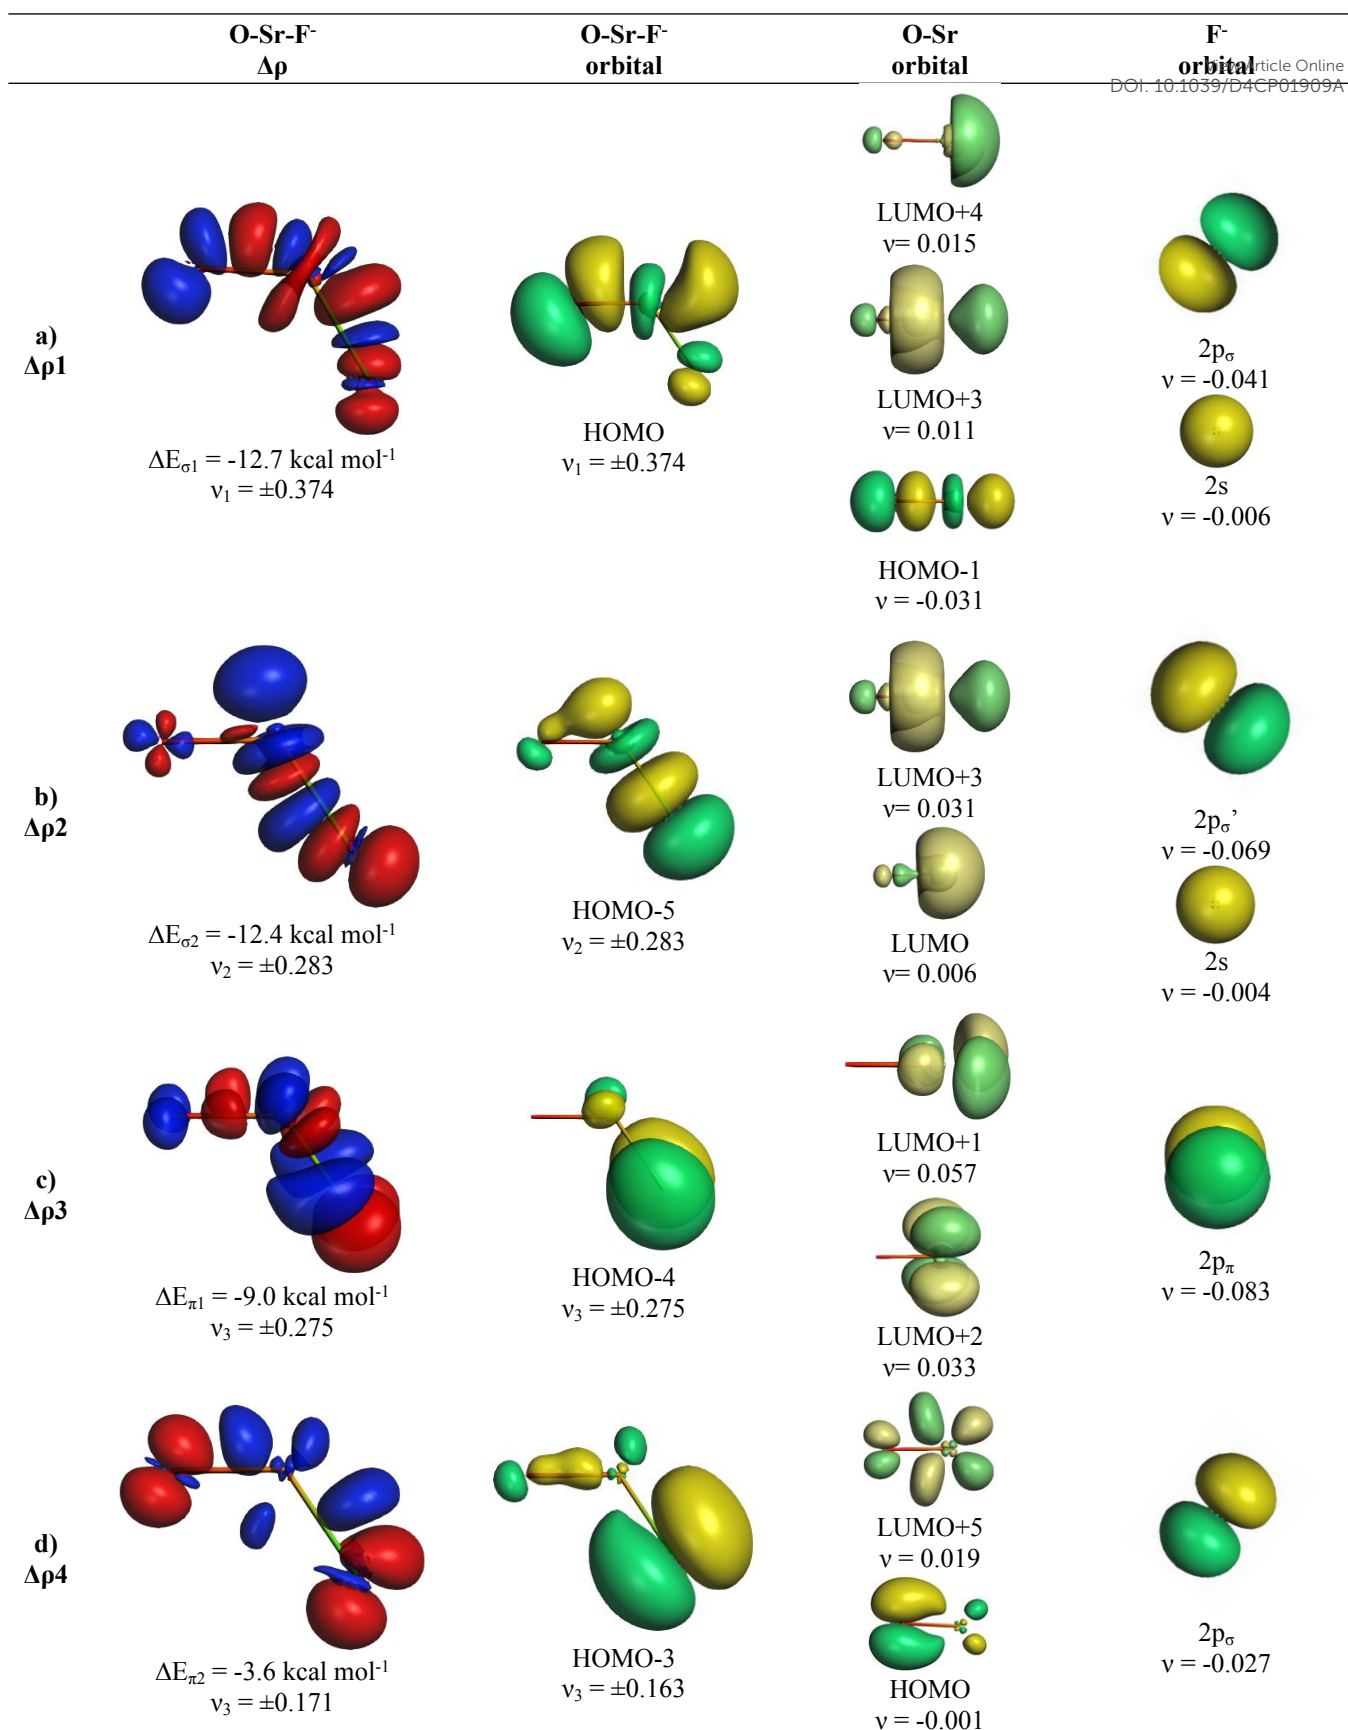 O-Sr-F-
Δρ
O-Sr-F-
orbital
O-Sr
orbital
F-
orbital
View Article Online
DOI: 10.1039/D4CP01909A
a)
Δρ1
ΔEσ1 = -12.7 kcal mol-1
ν1 = ±0.374
HOMO
ν1 = ±0.374
LUMO+4
ν= 0.015
LUMO+3
ν= 0.011
HOMO-1
ν = -0.031
2pσ
ν = -0.041
2s
ν = -0.006
b)
Δρ2
ΔEσ2 = -12.4 kcal mol-1
ν2 = ±0.283
HOMO-5
ν2 = ±0.283
LUMO+3
ν= 0.031
LUMO
ν= 0.006
2pσ’
ν = -0.069
2s
ν = -0.004
c)
Δρ3
ΔEπ1 = -9.0 kcal mol-1
ν3 = ±0.275
HOMO-4
ν3 = ±0.275
LUMO+1
ν= 0.057
LUMO+2
ν= 0.033
2pπ
ν = -0.083
d)
Δρ4
ΔEπ2 = -3.6 kcal mol-1
ν3 = ±0.171
HOMO-3
ν3 = ±0.163
LUMO+5
ν = 0.019
HOMO
ν = -0.001
2pσ
ν = -0.027